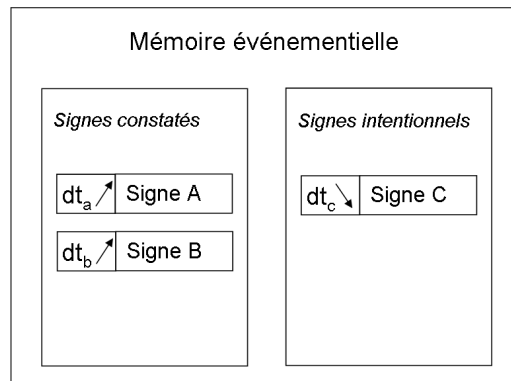 Mémoire événementielle
Signes constatés
dta Signe A
dtb Signe B
Signes intentionnels
dtc Signe C